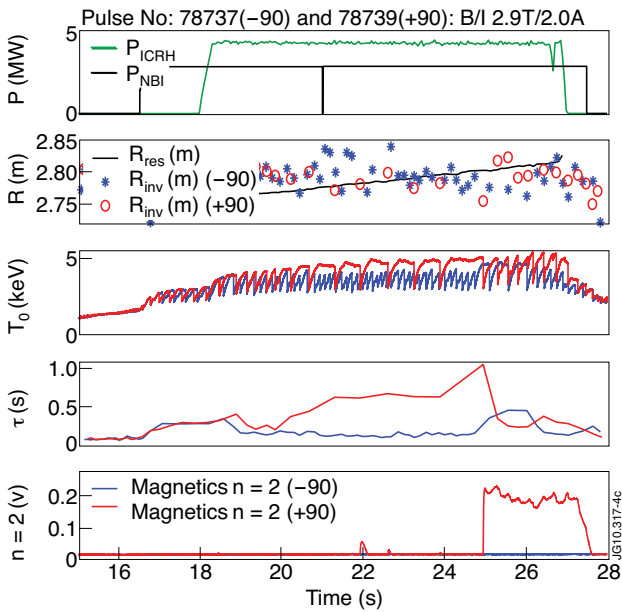 Pulse No: 78737(−90) and 78739(+90): B/I 2.9T/2.0A
P (MW)
5
0
P_ICRH
P_NBI
R (m)
2.85
2.80
2.75
R_res (m)
R_inv (m) (-90)
R_inv (m) (+90)
T_0 (keV)
5
0
τ (s)
1.0
0.5
0
n = 2 (v)
0.2
0.1
0
Magnetics n = 2 (-90)
Magnetics n = 2 (+90)
16 18 20 22 24 26 28
Time (s)
JG10.317-4c